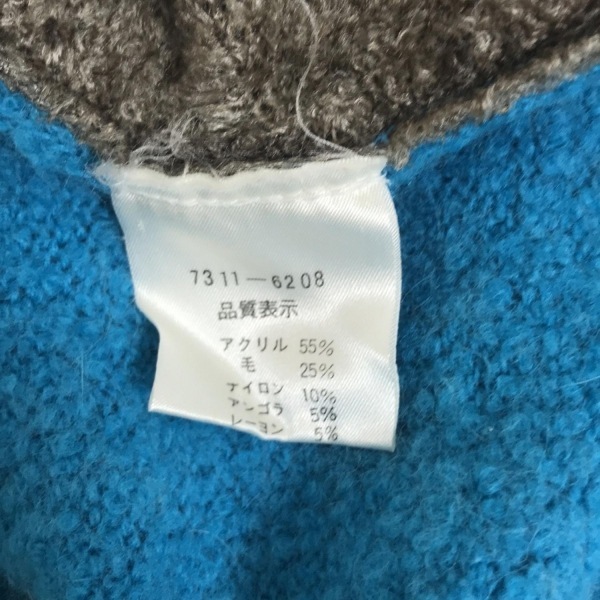 7311-6208
品質表示
アクリル 55%
毛 25%
ナイロン 10%
アンゴラ 5%
レーヨン 5%